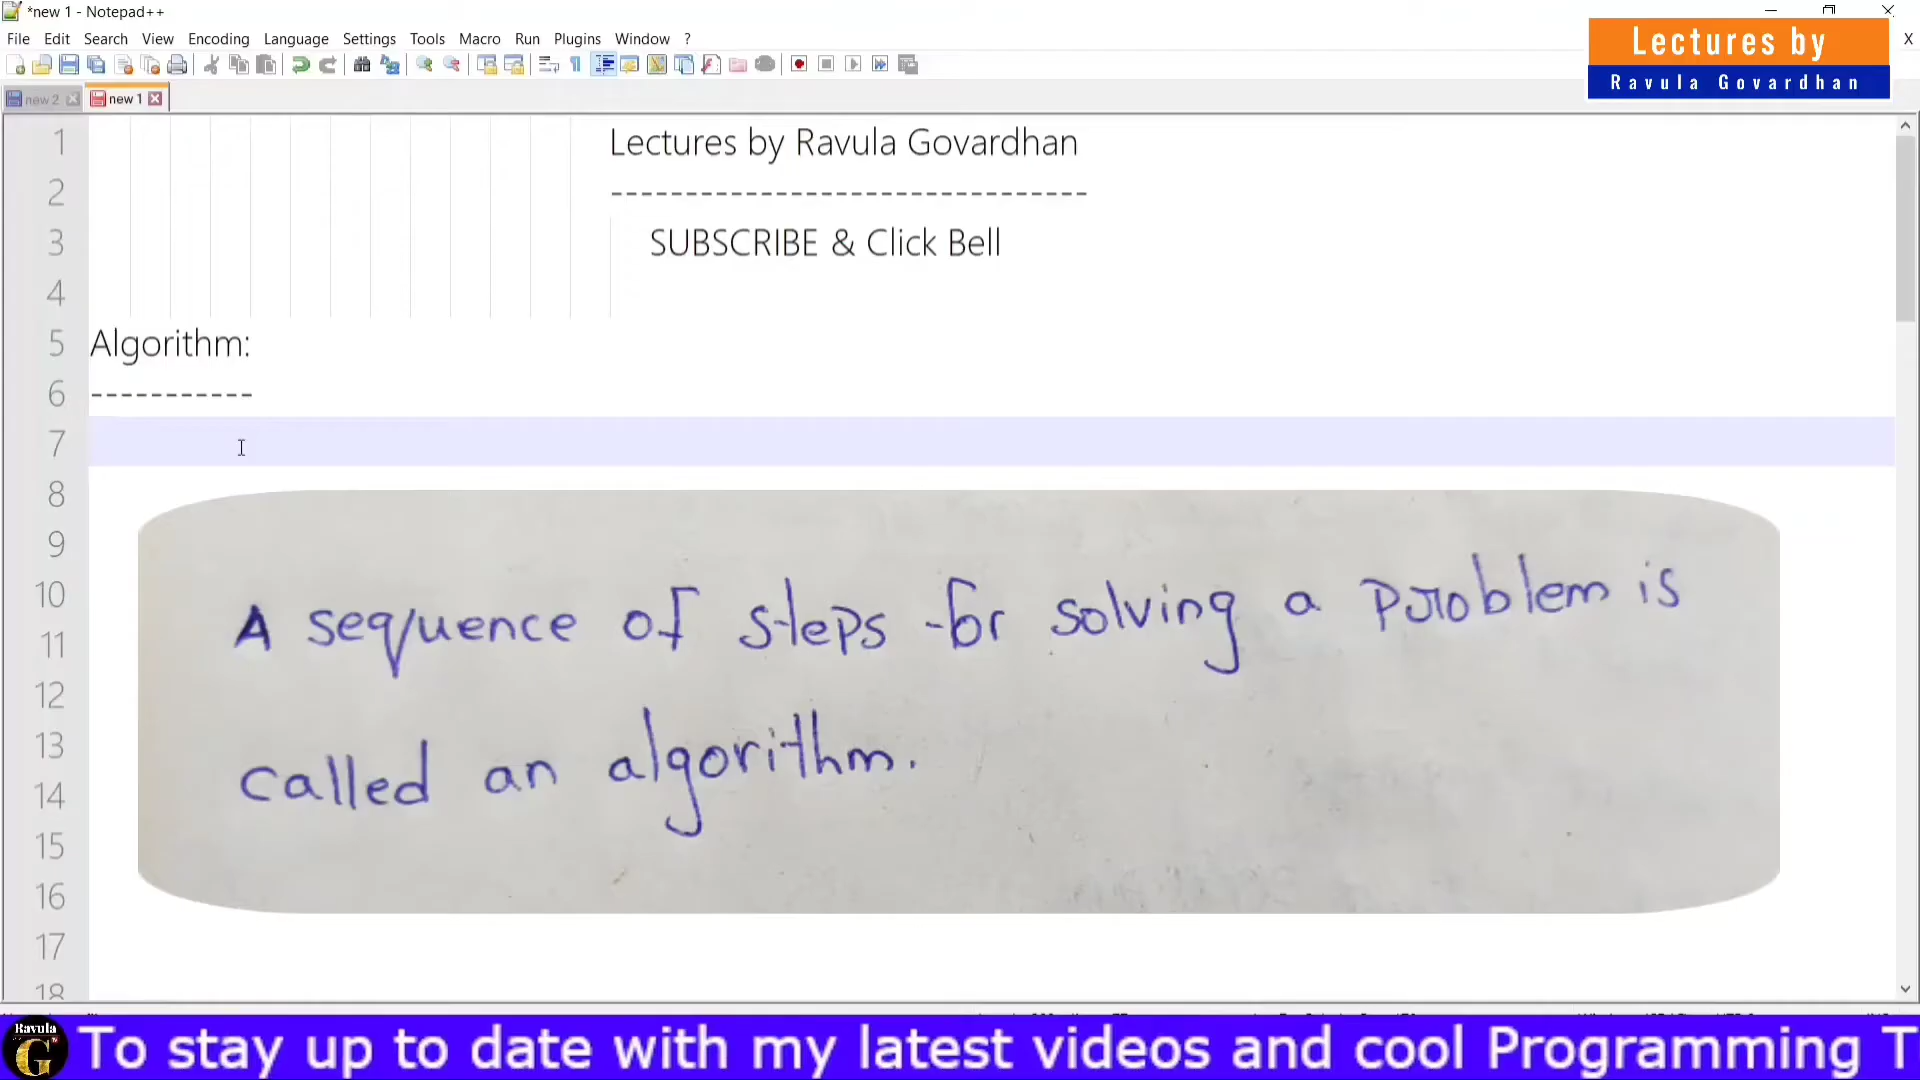 *new 1 - Notepad++
File Edit Search View Encoding Language Settings Tools Macro Run Plugins Window ?
X
Lectures by
Ravula Govardhan
new 2
new 1
1 Lectures by Ravula Govardhan
2 --------------------------------
3 SUBSCRIBE & Click Bell
4
5 Algorithm:
6 -----------
7
8
9
10
11
12
13
14
15
16
17
18
A sequence of steps for solving a problem is
called an algorithm.
Ravula
G
To stay up to date with my latest videos and cool Programming T